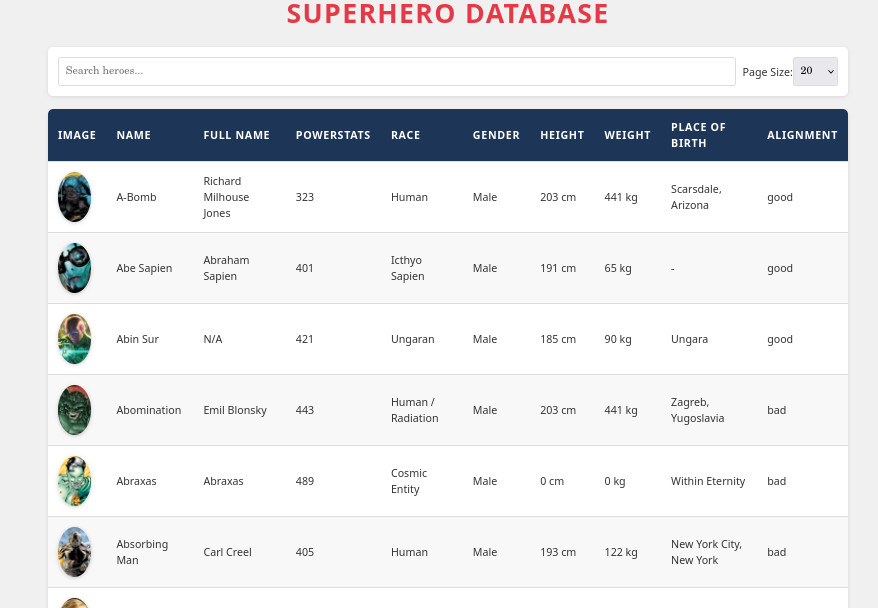 SUPERHERO DATABASE
Search heroes...
Page Size: 20
IMAGE NAME FULL NAME POWERSTATS RACE GENDER HEIGHT WEIGHT PLACE OF BIRTH ALIGNMENT
A-Bomb Richard Milhouse Jones 323 Human Male 203 cm 441 kg Scarsdale, Arizona good
Abe Sapien Abraham Sapien 401 Icthyo Sapien Male 191 cm 65 kg - good
Abin Sur N/A 421 Ungaran Male 185 cm 90 kg Ungara good
Abomination Emil Blonsky 443 Human / Radiation Male 203 cm 441 kg Zagreb, Yugoslavia bad
Abraxas Abraxas 489 Cosmic Entity Male 0 cm 0 kg Within Eternity bad
Absorbing Man Carl Creel 405 Human Male 193 cm 122 kg New York City, New York bad